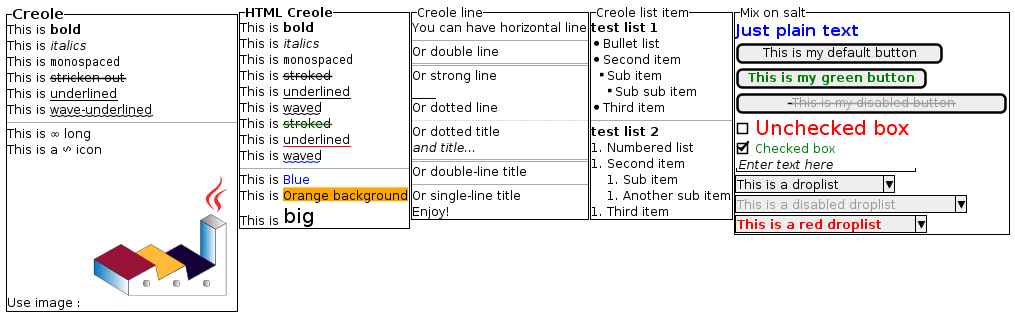 Creole
This is bold
This is italics
This is monospaced
This is stricken-out
This is underlined
This is wave-underlined
This is ∞ long
This is a ∽ icon
Use image :
HTML Creole
This is bold
This is italics
This is monospaced
This is stroked
This is underlined
This is waved
This is stroked
This is underlined
This is waved
This is Blue
This is Orange background
This is big
Creole line
You can have horizontal line
Or double line
Or strong line
Or dotted line
Or dotted title
and title...
Or double-line title
Or single-line title
Enjoy!
Creole list item
test list 1
• Bullet list
• Second item
▪ Sub item
▪ Sub sub item
• Third item
test list 2
1. Numbered list
1. Second item
1. Sub item
1. Another sub item
1. Third item
Mix on salt
Just plain text
This is my default button
This is my green button
-This is my disabled button
Unchecked box
Checked box
Enter text here
This is a droplist
This is a disabled droplist
This is a red droplist